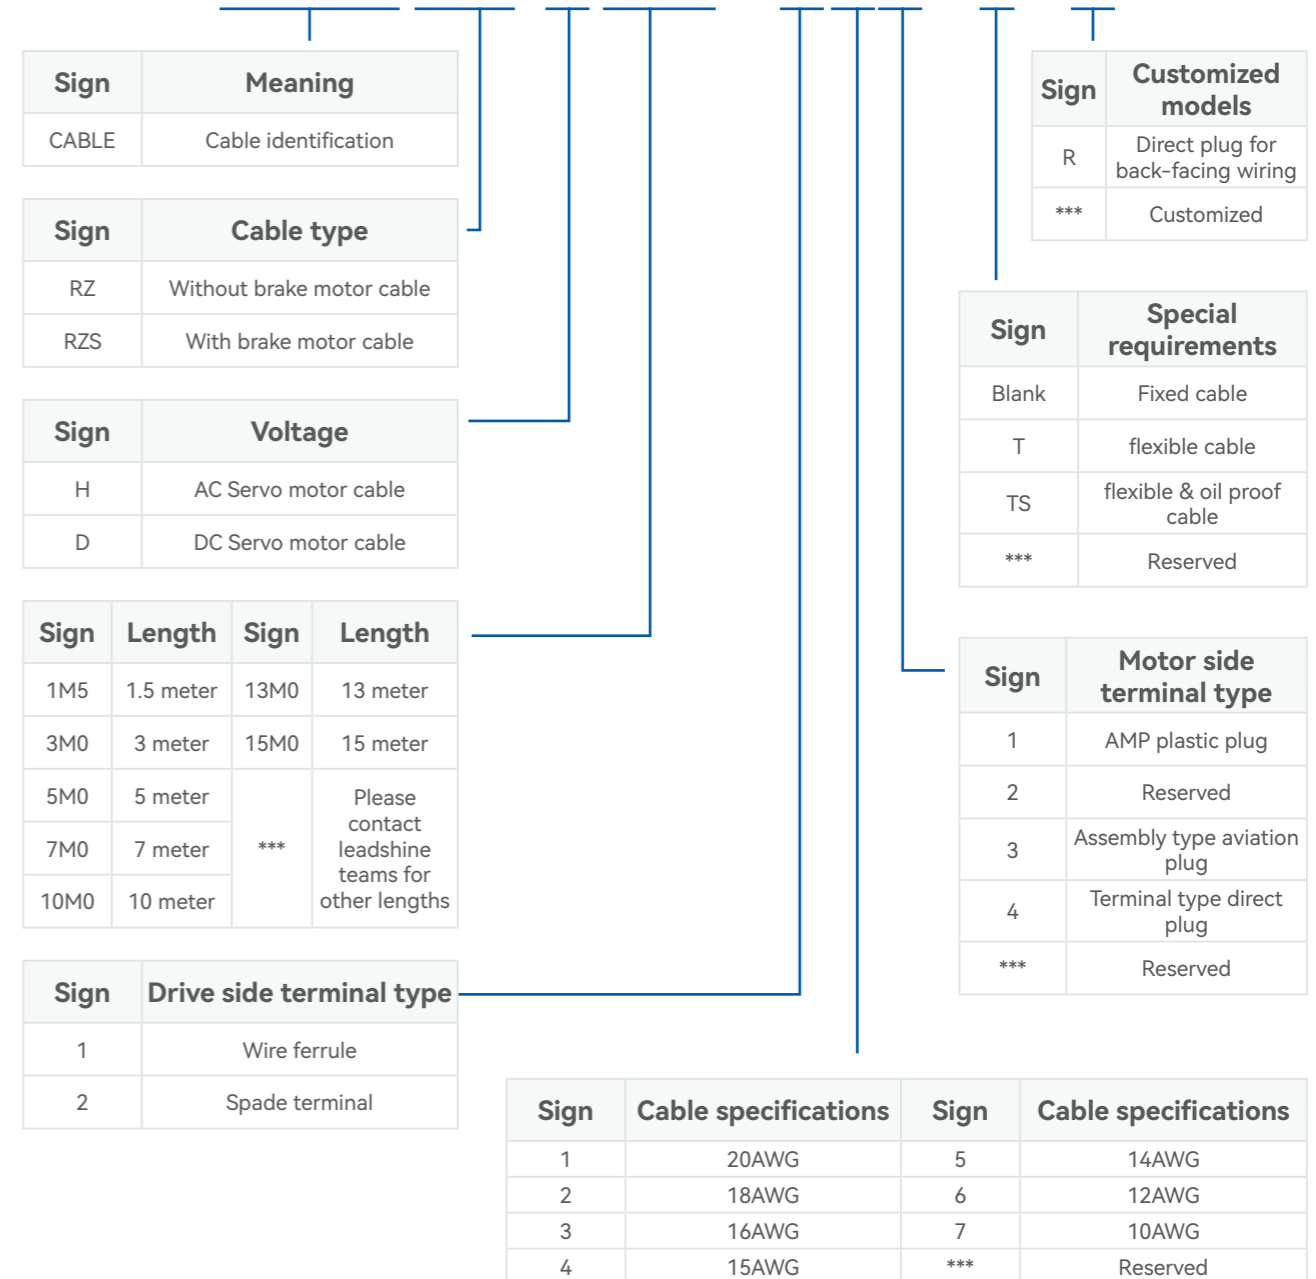 Sign Meaning
CABLE Cable identification
Sign Cable type
RZ Without brake motor cable
RZS With brake motor cable
Sign Voltage
H AC Servo motor cable
D DC Servo motor cable
Sign Length Sign Length
1M5 1.5 meter 13M0 13 meter
3M0 3 meter 15M0 15 meter
5M0 5 meter
7M0 7 meter
10M0 10 meter
***
Please
contact
leadshine
teams for
other lengths
Sign Drive side terminal type
1 Wire ferrule
2 Spade terminal
Sign Customized
models
R Direct plug for
back-facing wiring
*** Customized
Sign Special
requirements
Blank Fixed cable
T flexible cable
TS flexible & oil proof
cable
*** Reserved
Sign Motor side
terminal type
1 AMP plastic plug
2 Reserved
3 Assembly type aviation
plug
4 Terminal type direct
plug
*** Reserved
Sign Cable specifications Sign Cable specifications
1 20AWG 5 14AWG
2 18AWG 6 12AWG
3 16AWG 7 10AWG
4 15AWG *** Reserved